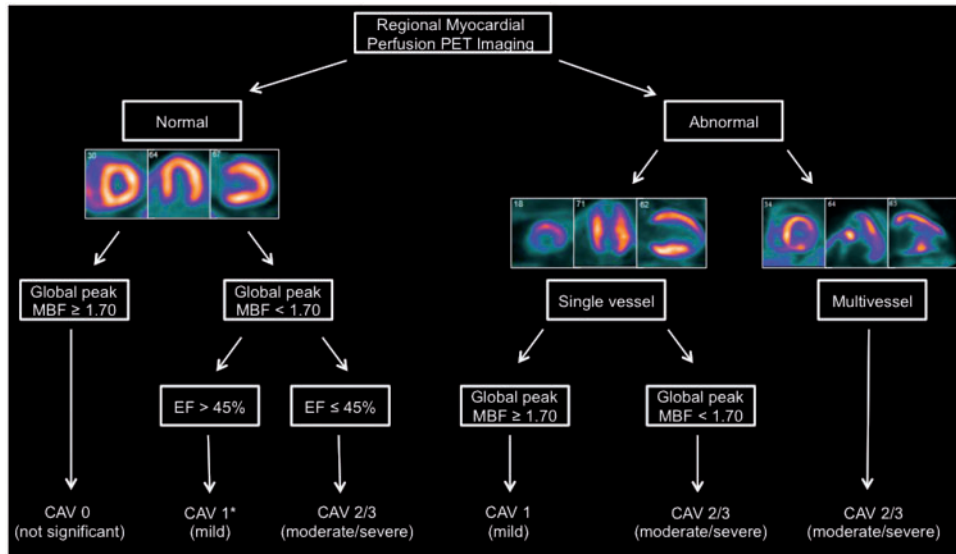 Regional Myocardial
Perfusion PET Imaging
Normal
Abnormal
30
64
67
18
71
62
14
64
43
Global peak
MBF ≥ 1.70
Global peak
MBF < 1.70
Single vessel
Multivessel
EF > 45%
EF ≤ 45%
Global peak
MBF ≥ 1.70
Global peak
MBF < 1.70
CAV 0
(not significant)
CAV 1*
(mild)
CAV 2/3
(moderate/severe)
CAV 1
(mild)
CAV 2/3
(moderate/severe)
CAV 2/3
(moderate/severe)